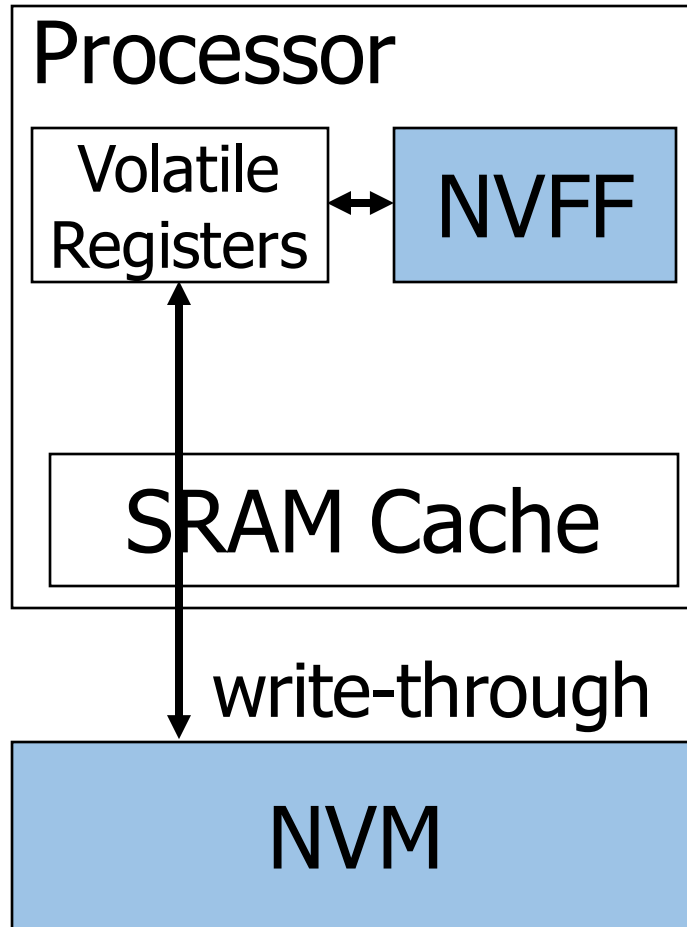 Processor
Volatile
Registers
NVFF
SRAM Cache
write-through
NVM